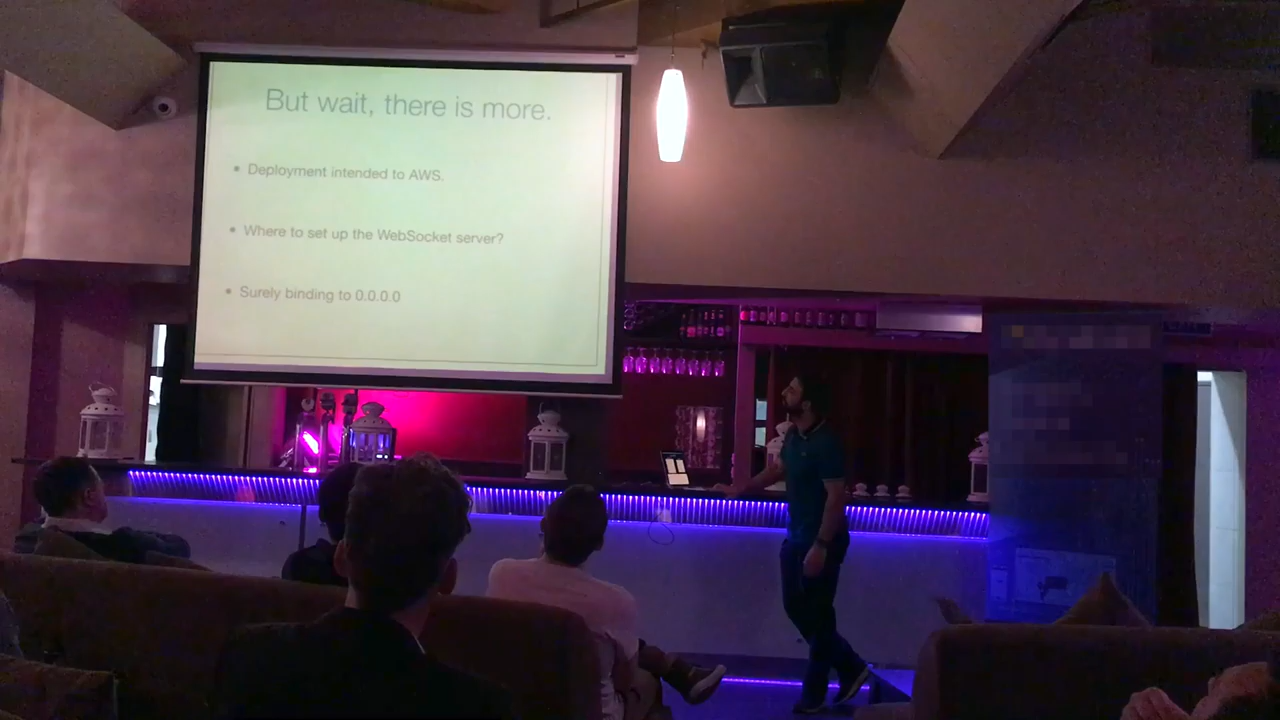 But wait, there is more.
Deployment intended to AWS.
Where to set up the WebSocket server?
Surely binding to 0.0.0.0